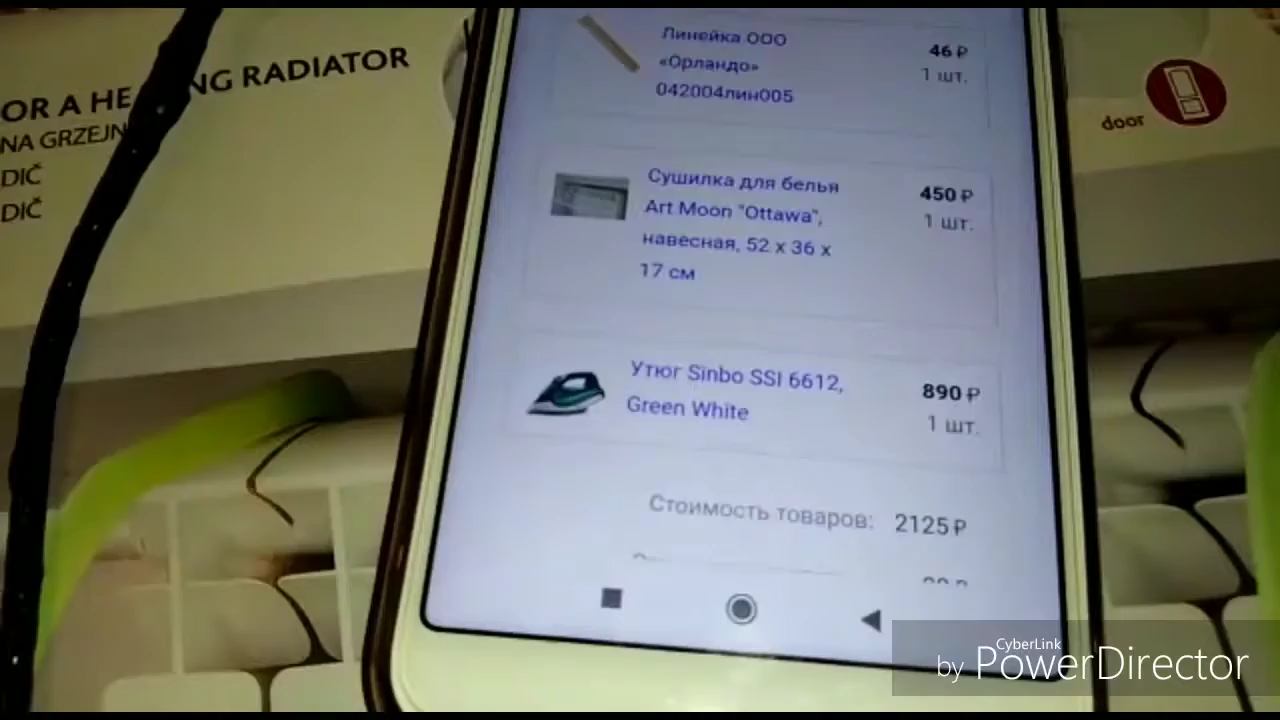 OR A HE NG RADIATOR
NA GRZEJN
DIČ
DIČ
Линейка ООО
«Орландо»
042004лин005
46 ₽
1 шт.
Сушилка для белья
Art Moon "Ottawa",
навесная, 52 x 36 x
17 см
450 ₽
1 шт.
Утюг Sinbo SSI 6612,
Green White
890 ₽
1 шт.
Стоимость товаров: 2125 ₽
door
CyberLink
by PowerDirector